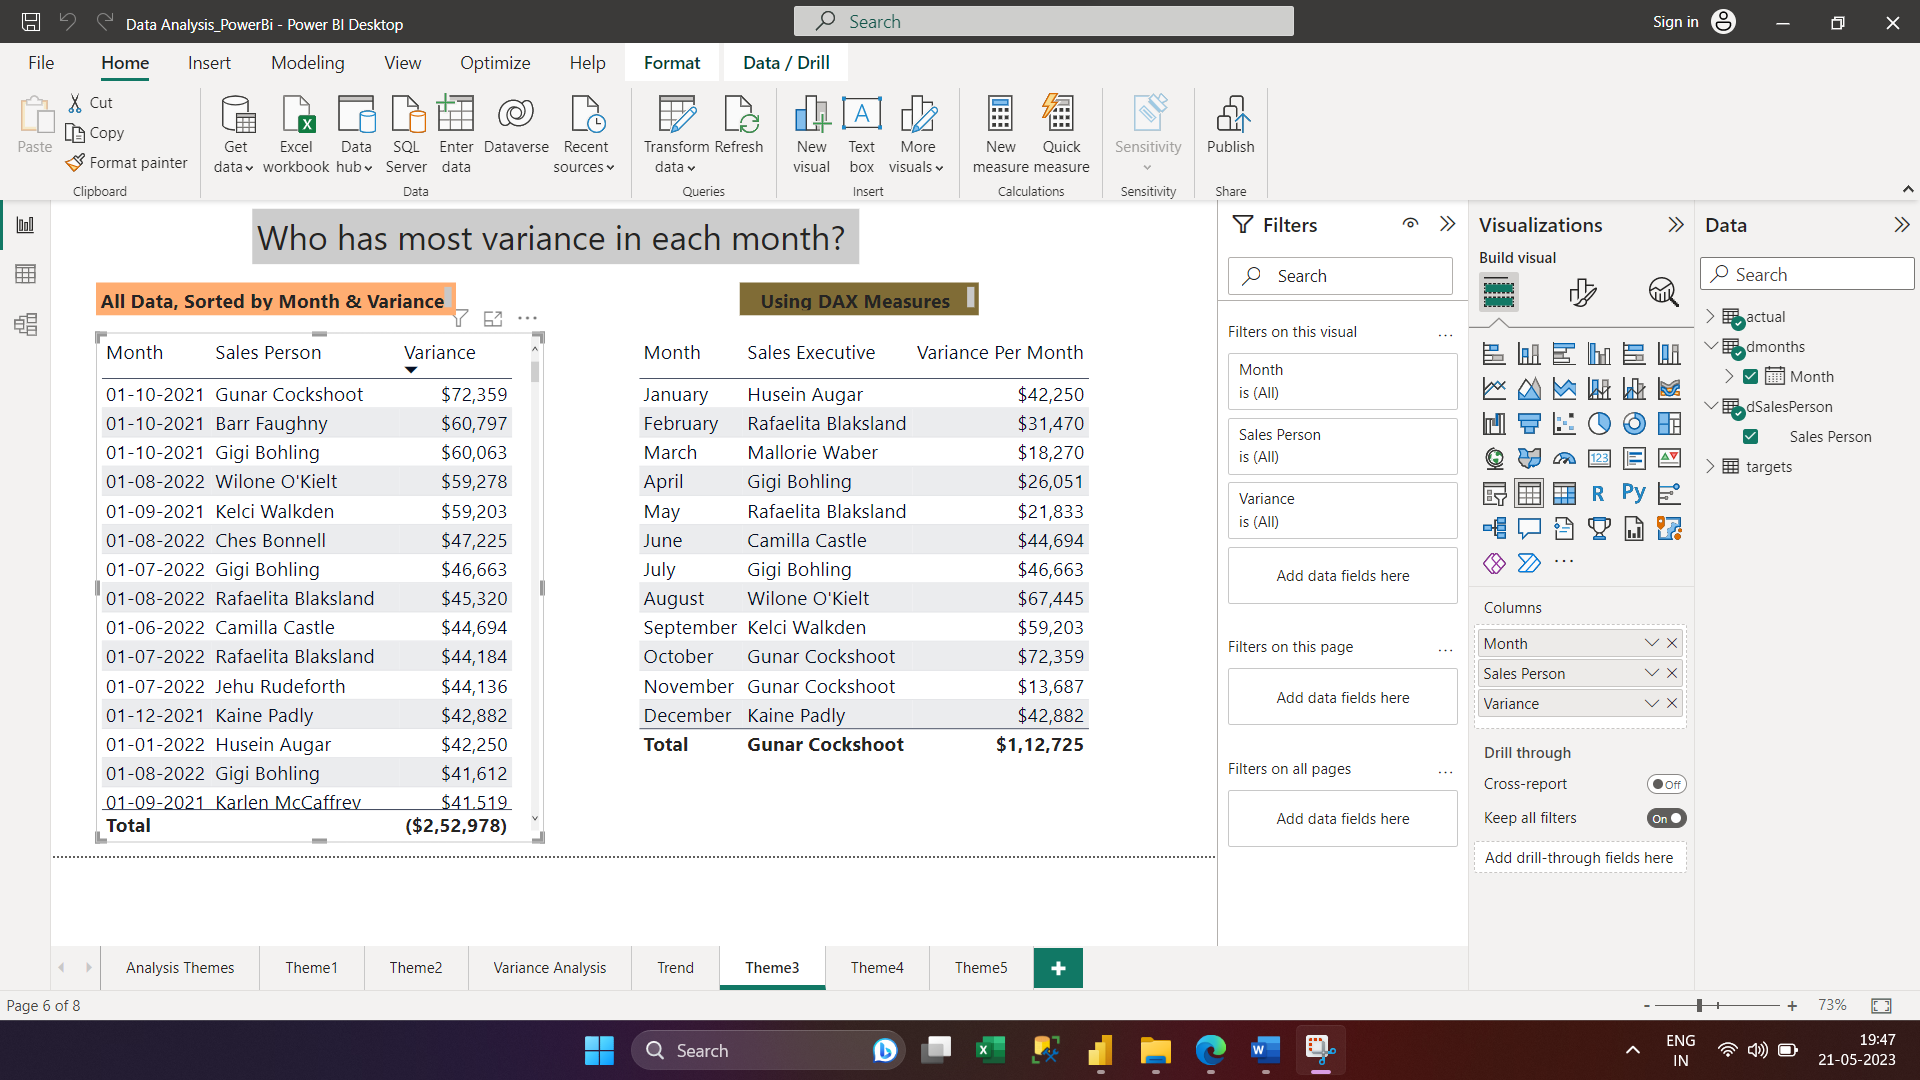 Data Analysis_PowerBi - Power BI Desktop
Search
Sign in
File
Home
Insert
Modeling
View
Optimize
Help
Format
Data / Drill
Paste
Cut
Copy
Format painter
Clipboard
Get data
Excel workbook
Data hub
SQL Server
Enter data
Dataverse
Recent sources
Data
Transform data
Refresh
Queries
New visual
Text box
More visuals
Insert
New measure
Quick measure
Calculations
Sensitivity
Sensitivity
Publish
Share
Who has most variance in each month?
All Data, Sorted by Month & Variance
Month Sales Person Variance
01-10-2021 Gunar Cockshoot $72,359
01-10-2021 Barr Faughny $60,797
01-10-2021 Gigi Bohling $60,063
01-08-2022 Wilone O'Kielt $59,278
01-09-2021 Kelci Walkden $59,203
01-08-2022 Ches Bonnell $47,225
01-07-2022 Gigi Bohling $46,663
01-08-2022 Rafaelita Blaksland $45,320
01-06-2022 Camilla Castle $44,694
01-07-2022 Rafaelita Blaksland $44,184
01-07-2022 Jehu Rudeforth $44,136
01-12-2021 Kaine Padly $42,882
01-01-2022 Husein Augar $42,250
01-08-2022 Gigi Bohling $41,612
01-09-2021 Karlen McCaffrey $41,519
Total ($2,52,978)
Using DAX Measures
Month Sales Executive Variance Per Month
January Husein Augar $42,250
February Rafaelita Blaksland $31,470
March Mallorie Waber $18,270
April Gigi Bohling $26,051
May Rafaelita Blaksland $21,833
June Camilla Castle $44,694
July Gigi Bohling $46,663
August Wilone O'Kielt $67,445
September Kelci Walkden $59,203
October Gunar Cockshoot $72,359
November Gunar Cockshoot $13,687
December Kaine Padly $42,882
Total Gunar Cockshoot $1,12,725
Filters
Search
Filters on this visual
Month
is (All)
Sales Person
is (All)
Variance
is (All)
Add data fields here
Filters on this page
Add data fields here
Filters on all pages
Add data fields here
Visualizations
Build visual
123
R
Py
Columns
Month
Sales Person
Variance
Drill through
Cross-report
Off
Keep all filters
On
Add drill-through fields here
Data
Search
actual
dmonths
Month
dSalesPerson
Sales Person
targets
Analysis Themes
Theme1
Theme2
Variance Analysis
Trend
Theme3
Theme4
Theme5
Page 6 of 8
73%
Search
ENG
IN
19:47
21-05-2023